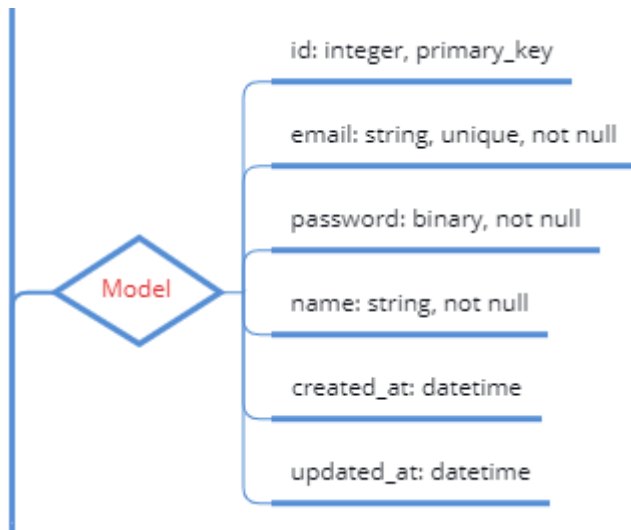 id: integer, primary_key
email: string, unique, not null
password: binary, not null
Model
name: string, not null
created_at: datetime
updated_at: datetime